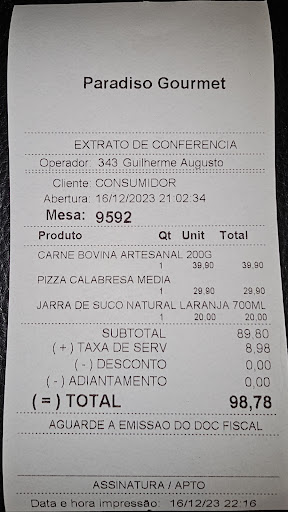 Paradiso Gourmet
EXTRATO DE CONFERENCIA
Operador: 343 Guilherme Augusto
Cliente: CONSUMIDOR
Abertura: 16/12/2023 21:02:34
Mesa: 9592
Produto Qt Unit Total
CARNE BOVINA ARTESANAL 200G
1 39,90 39,90
PIZZA CALABRESA MEDIA
1 29,90 29,90
JARRA DE SUCO NATURAL LARANJA 700ML
1 20,00 20,00
SUBTOTAL 89,80
(+) TAXA DE SERV 8,98
(-) DESCONTO 0,00
(-) ADIANTAMENTO 0,00
(=) TOTAL 98,78
AGUARDE A EMISSAO DO DOC FISCAL
ASSINATURA / APTO
Data e hora impressão: 16/12/23 22:16